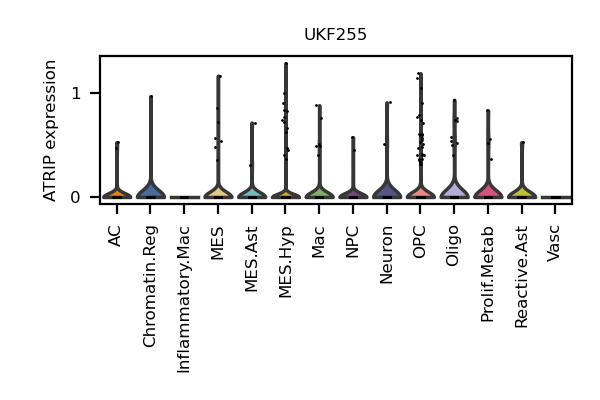 UKF255
ATRIP expression
1
0
AC
Chromatin.Reg
Inflammatory.Mac
MES
MES.Ast
MES.Hyp
Mac
NPC
Neuron
OPC
Oligo
Prolif.Metab
Reactive.Ast
Vasc